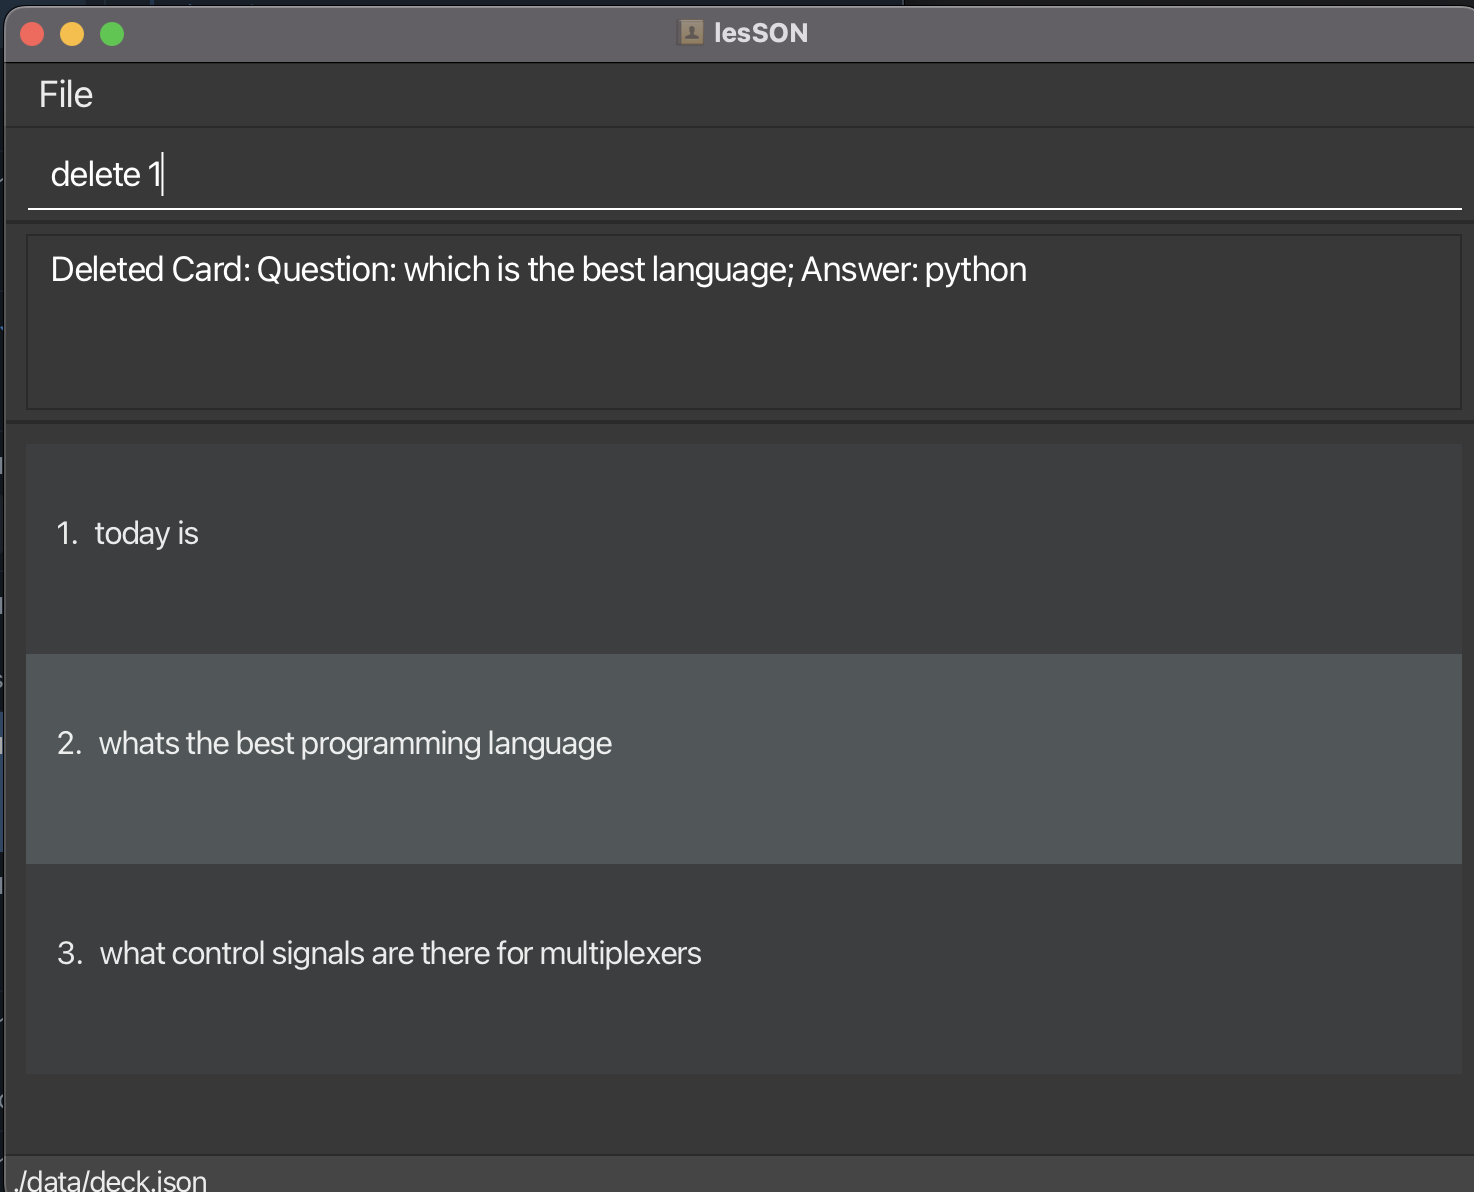 lesSON
File
delete 1
Deleted Card: Question: which is the best language; Answer: python
1. today is
2. whats the best programming language
3. what control signals are there for multiplexers
./data/deck.json